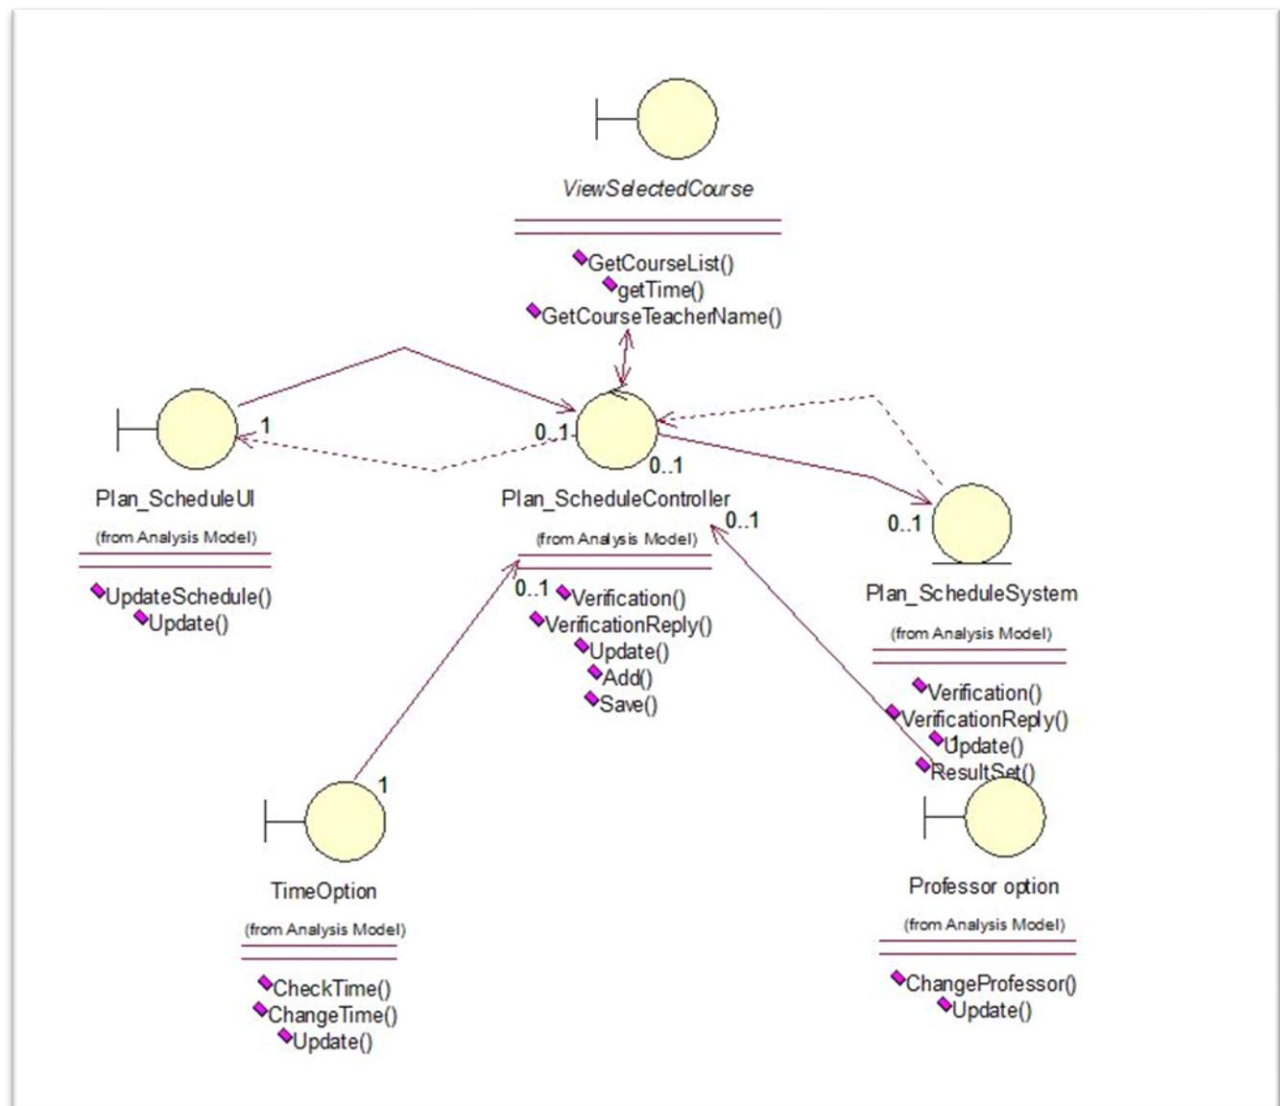 ViewSelectedCourse
GetCourseList()
getTime()
GetCourseTeacherName()
1
Plan_ScheduleUI
(from Analysis Model)
UpdateSchedule()
Update()
0..1
0..1
Plan_ScheduleController
(from Analysis Model)
0..1
0..1
Verification()
VerificationReply()
Update()
Add()
Save()
0..1
Plan_ScheduleSystem
(from Analysis Model)
Verification()
VerificationReply()
Update()
ResultSet()
1
1
TimeOption
(from Analysis Model)
CheckTime()
ChangeTime()
Update()
Professor option
(from Analysis Model)
ChangeProfessor()
Update()